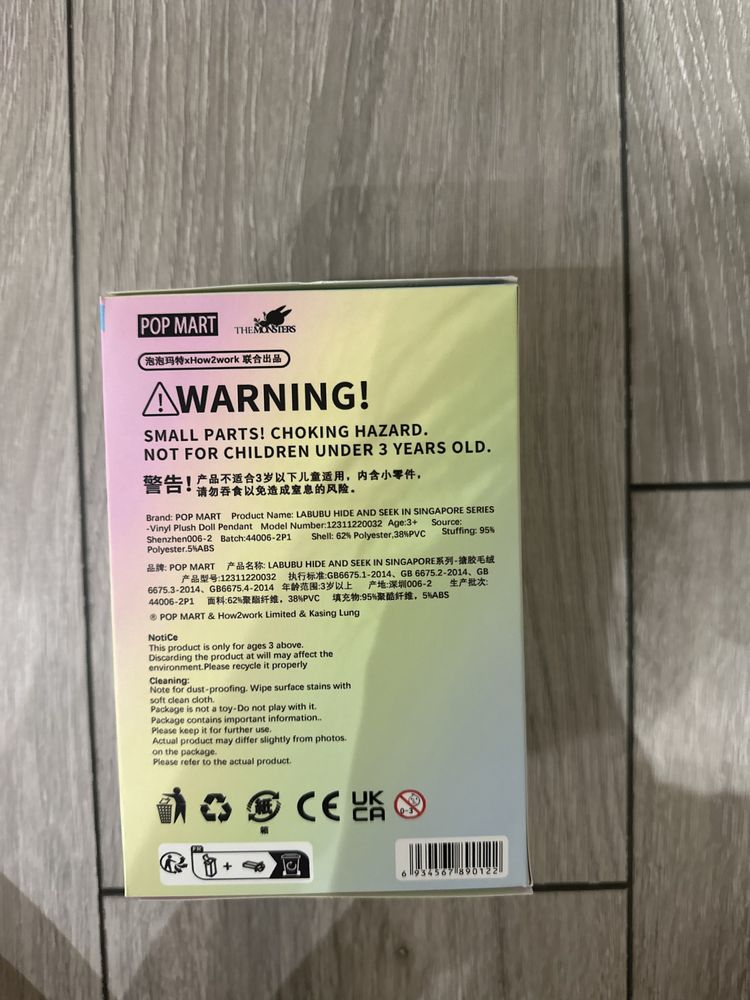 POP MART THE MONSTERS
泡泡玛特xHow2work 联合出品
WARNING!
SMALL PARTS! CHOKING HAZARD.
NOT FOR CHILDREN UNDER 3 YEARS OLD.
警告! 产品不适合3岁以下儿童适用，内含小零件，
请勿吞食以免造成窒息的风险。
Brand: POP MART Product Name: LABUBU HIDE AND SEEK IN SINGAPORE SERIES
-Vinyl Plush Doll Pendant Model Number:12311220032 Age:3+ Source:
Shenzhen006-2 Batch:44006-2P1 Shell: 62% Polyester,38%PVC Stuffing: 95%
Polyester.5%ABS
品牌: POP MART 产品名称: LABUBU HIDE AND SEEK IN SINGAPORE系列-搪胶毛绒
产品型号:12311220032 执行标准:GB6675.1-2014、GB 6675.2-2014、GB
6675.3-2014、GB6675.4-2014 年龄范围:3岁以上 产地:深圳006-2 生产批次:
44006-2P1 面料:62%聚酯纤维，38%PVC 填充物:95%聚酯纤维，5%ABS
® POP MART & How2work Limited & Kasing Lung
NotiCe
This product is only for ages 3 above.
Discarding the product at will may affect the
environment.Please recycle it properly
Cleaning:
Note for dust-proofing. Wipe surface stains with
soft clean cloth.
Package is not a toy-Do not play with it.
Package contains important information..
Please keep it for further use.
Actual product may differ slightly from photos.
on the package.
Please refer to the actual product.
紙 CE UK CA 0-3
箱
FR +
6 934567 890122